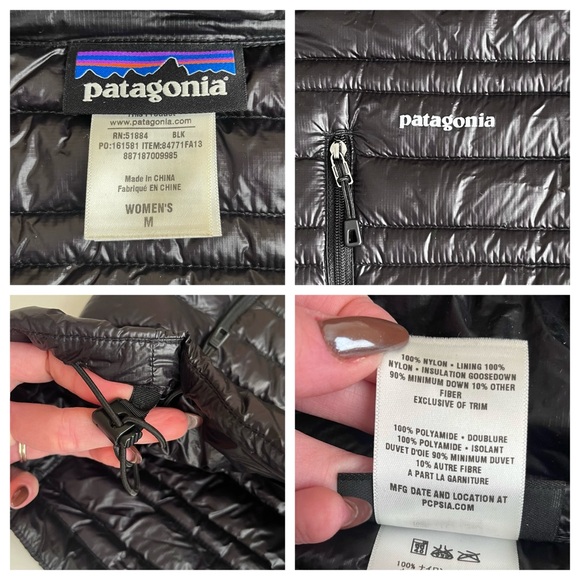 patagonia®
www.patagonia.com
RN:51884 BLK
PO:161581 ITEM:84771FA13
887187009985
Made in CHINA
Fabriqué EN CHINE
WOMEN'S
M
patagonia
100% NYLON • LINING 100%
NYLON • INSULATION GOOSEDOWN
90% MINIMUM DOWN 10% OTHER
FIBER
EXCLUSIVE OF TRIM
100% POLYAMIDE • DOUBLURE
100% POLYAMIDE • ISOLANT
DUVET D'OIE 90% MINIMUM DUVET
10% AUTRE FIBRE
A PART LA GARNITURE
MFG DATE AND LOCATION AT
PCPSIA.COM